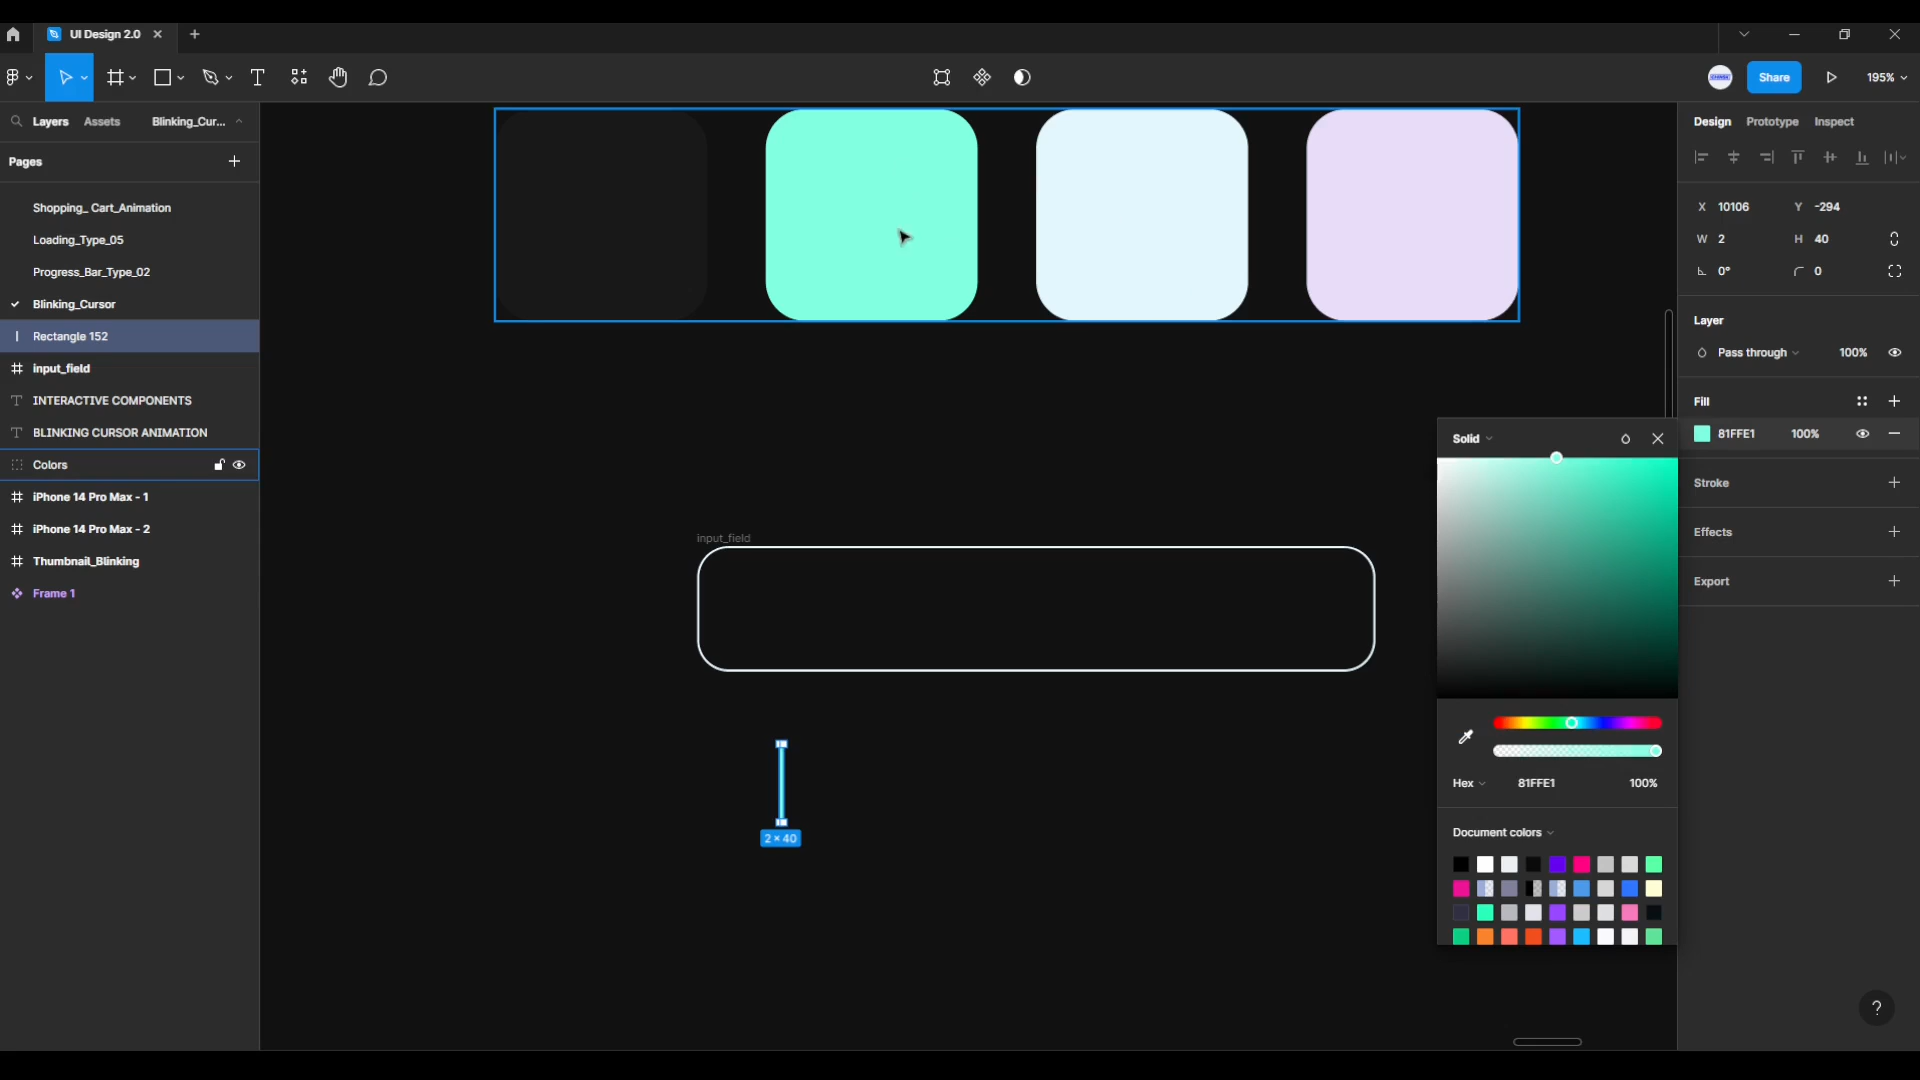 UI Design 2.0
Share
195%
Layers Assets Blinking_Cur...
Pages
Shopping_ Cart_Animation
Loading_Type_05
Progress_Bar_Type_02
Blinking_Cursor
Rectangle 152
input_field
INTERACTIVE COMPONENTS
BLINKING CURSOR ANIMATION
Colors
iPhone 14 Pro Max - 1
iPhone 14 Pro Max - 2
Thumbnail_Blinking
Frame 1
input_field
2 × 40
Solid
Hex 81FFE1 100%
Document colors
Design Prototype Inspect
X 10106 Y -294
W 2 H 40
0° 0
Layer
Pass through 100%
Fill
81FFE1 100%
Stroke
Effects
Export
?